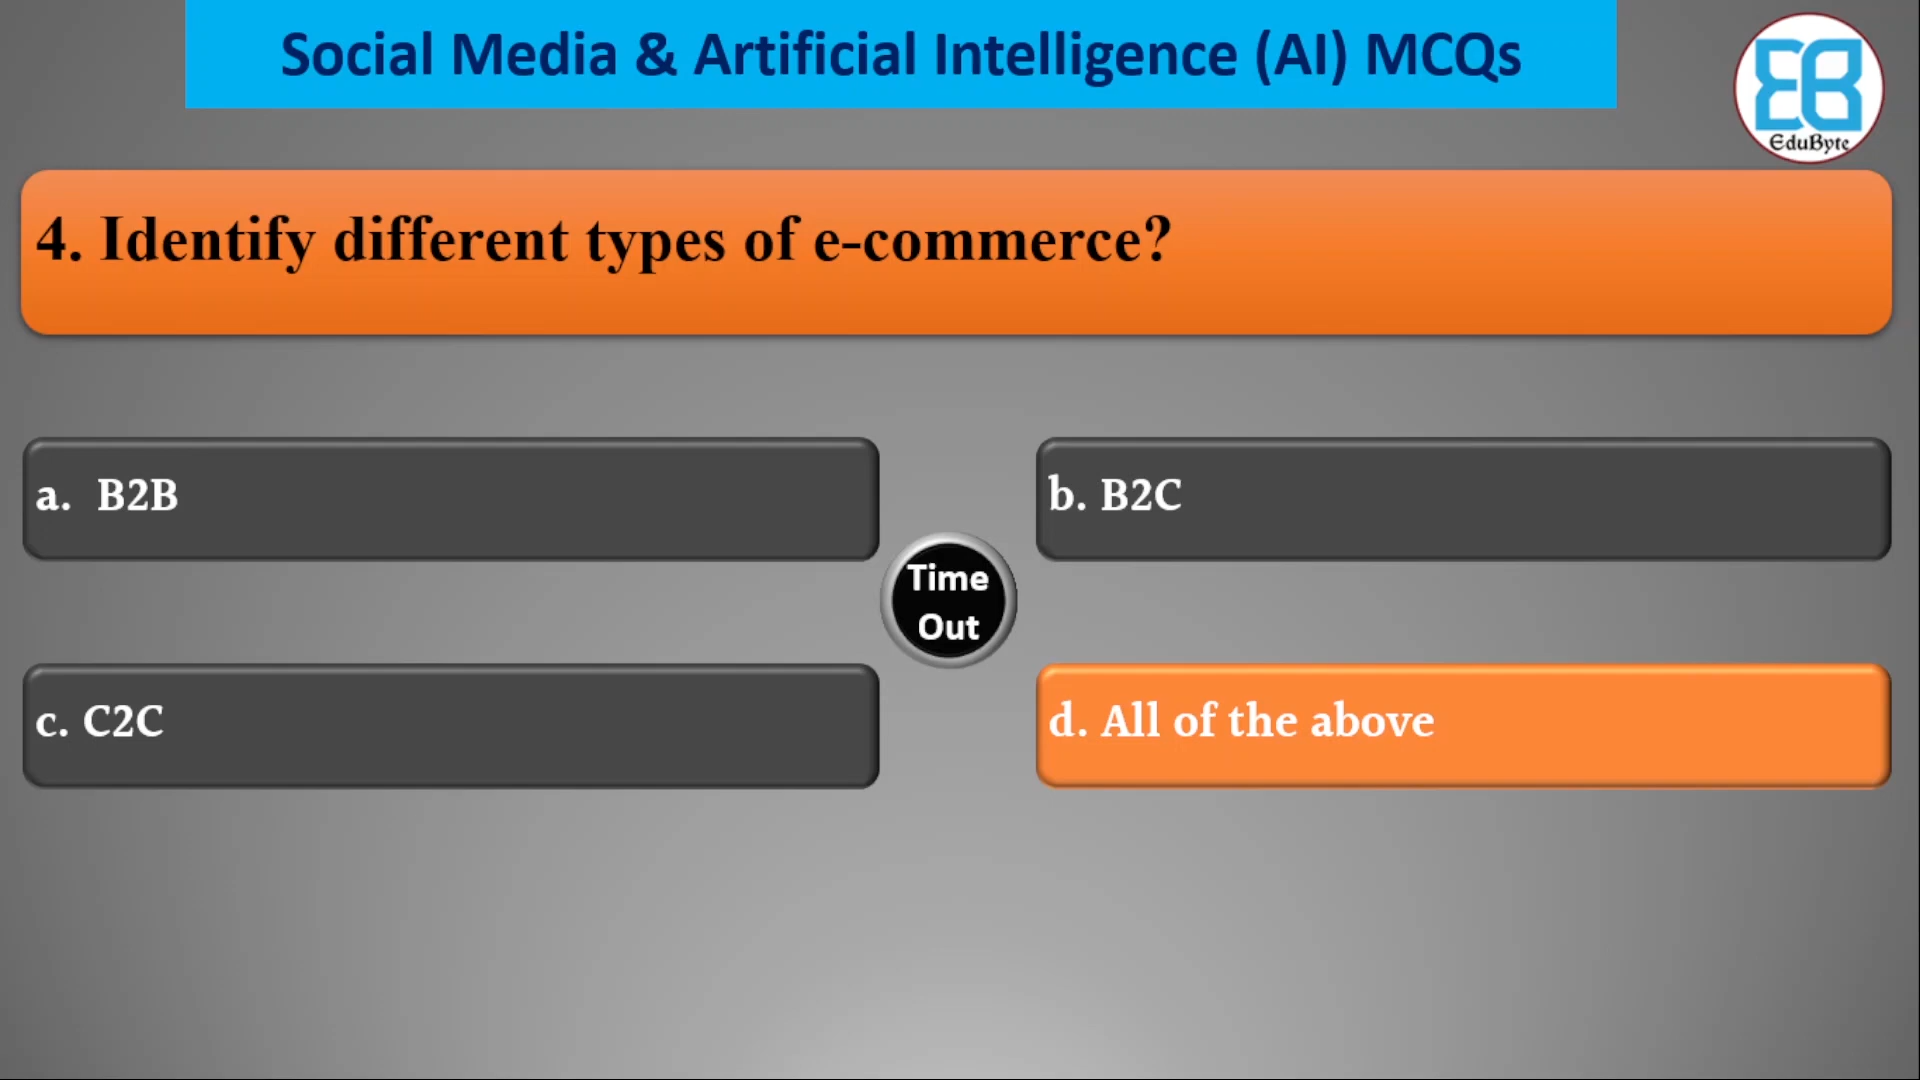 Social Media & Artificial Intelligence (AI) MCQs
EduByte
4. Identify different types of e-commerce?
a. B2B
b. B2C
Time
Out
c. C2C
d. All of the above